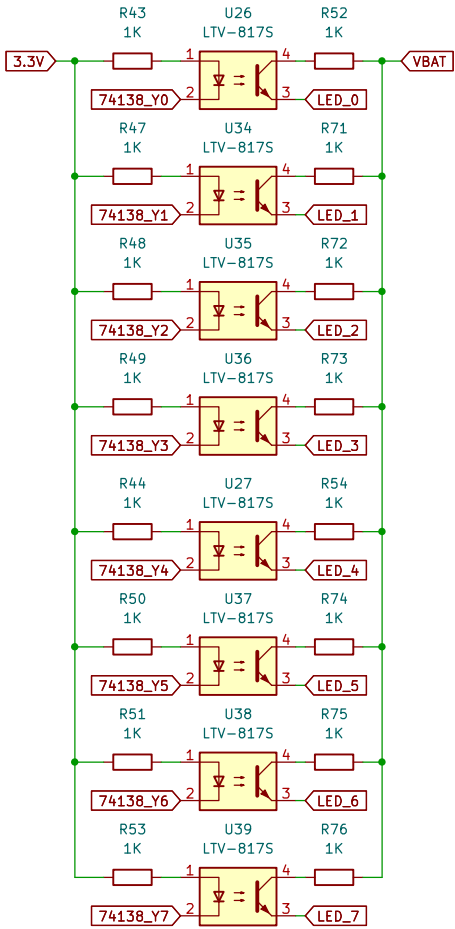 R43 U26 R52
1K LTV-817S 1K
3.3V 1 4 VBAT
74138_Y0 2 3 LED_0
R47 U34 R71
1K LTV-817S 1K
1 4
74138_Y1 2 3 LED_1
R48 U35 R72
1K LTV-817S 1K
1 4
74138_Y2 2 3 LED_2
R49 U36 R73
1K LTV-817S 1K
1 4
74138_Y3 2 3 LED_3
R44 U27 R54
1K LTV-817S 1K
1 4
74138_Y4 2 3 LED_4
R50 U37 R74
1K LTV-817S 1K
1 4
74138_Y5 2 3 LED_5
R51 U38 R75
1K LTV-817S 1K
1 4
74138_Y6 2 3 LED_6
R53 U39 R76
1K LTV-817S 1K
1 4
74138_Y7 2 3 LED_7